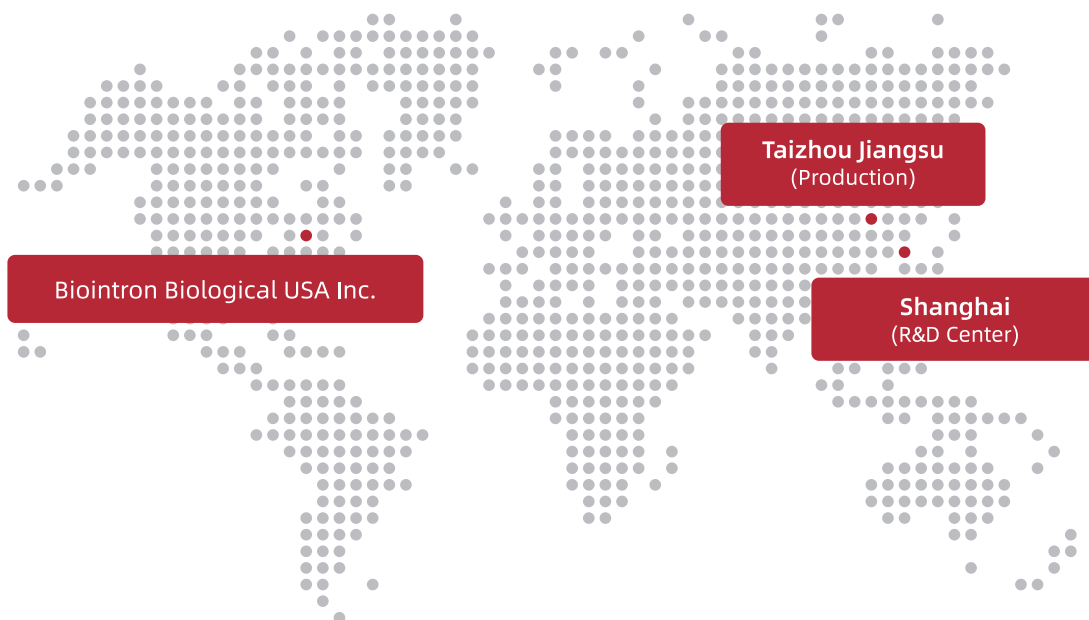 Taizhou Jiangsu
(Production)
Biointron Biological USA Inc.
Shanghai
(R&D Center)